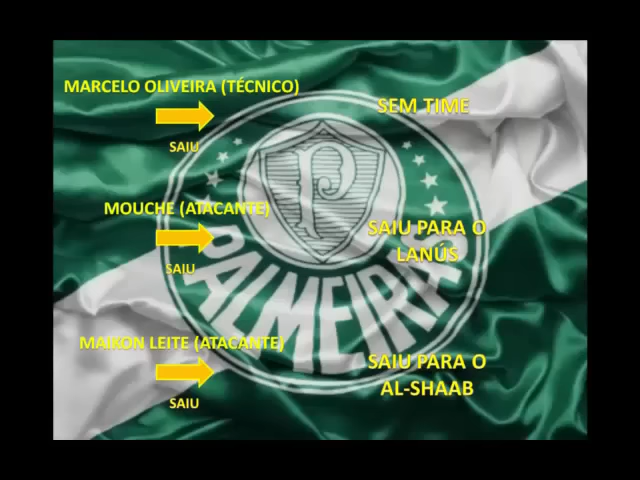 MARCELO OLIVEIRA (TÉCNICO)
SEM TIME
SAIU
MOUCHE (ATACANTE)
SAIU PARA O
LANÚS
SAIU
MAIKON LEITE (ATACANTE)
SAIU PARA O
AL-SHAAB
SAIU
P
PALMEIRAS